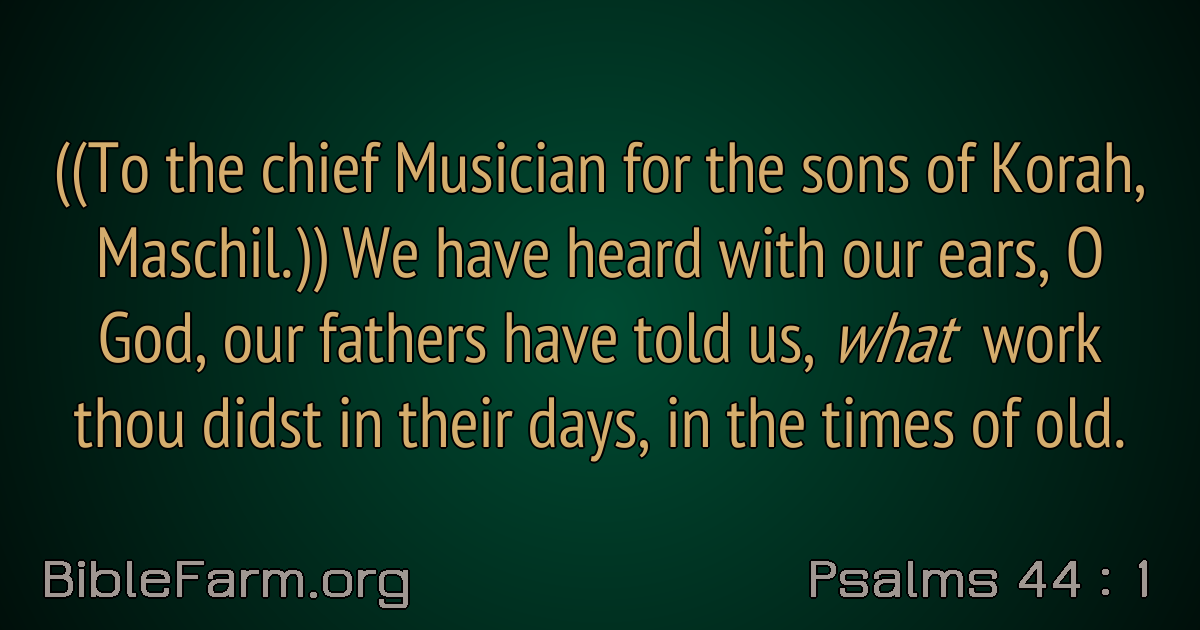 ((To the chief Musician for the sons of Korah,
Maschil.)) We have heard with our ears, O
God, our fathers have told us, what work
thou didst in their days, in the times of old.
BibleFarm.org
Psalms 44 : 1